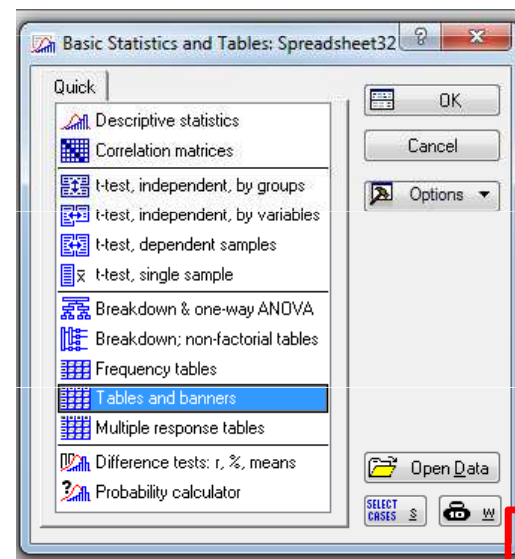 Basic Statistics and Tables: Spreadsheet32
Quick
Descriptive statistics
Correlation matrices
t-test, independent, by groups
t-test, independent, by variables
t-test, dependent samples
t-test, single sample
Breakdown & one-way ANOVA
Breakdown; non-factorial tables
Frequency tables
Tables and banners
Multiple response tables
Difference tests: r, %, means
Probability calculator
OK
Cancel
Options
Open Data
SELECT
CASES S
W